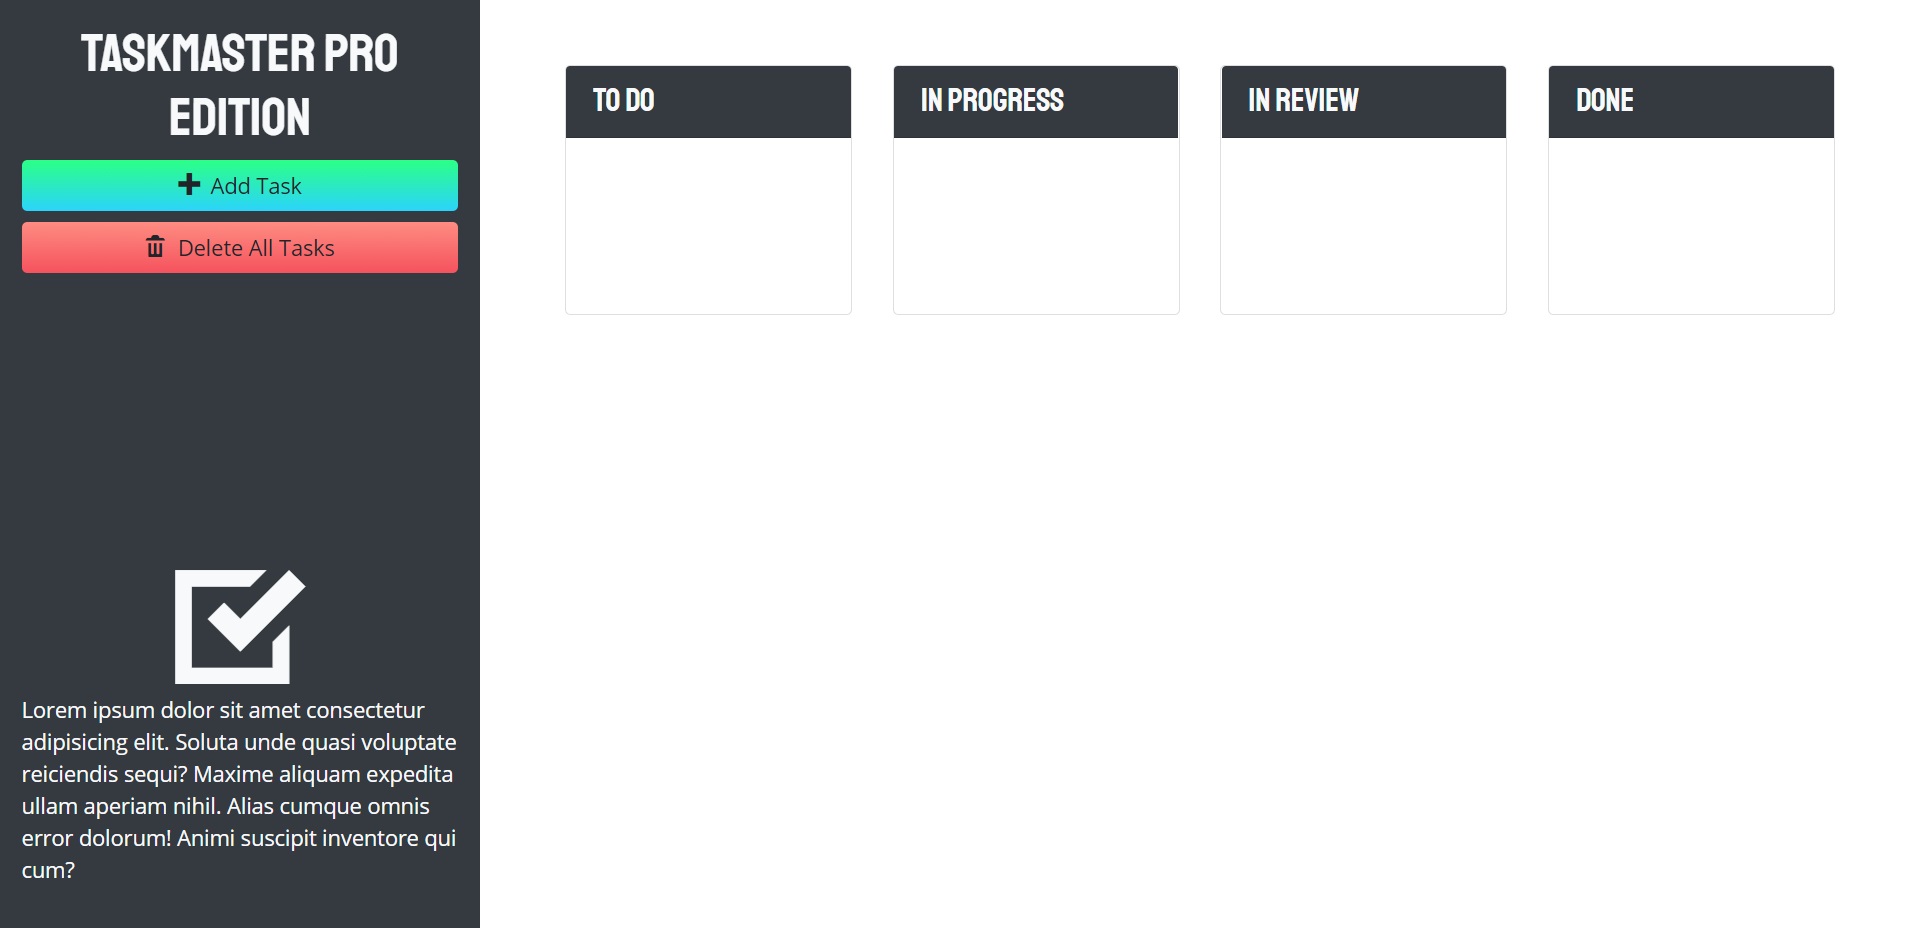 TASKMASTER PRO
EDITION
Add Task
Delete All Tasks
Lorem ipsum dolor sit amet consectetur
adipisicing elit. Soluta unde quasi voluptate
reiciendis sequi? Maxime aliquam expedita
ullam aperiam nihil. Alias cumque omnis
error dolorum! Animi suscipit inventore qui
cum?
TO DO
IN PROGRESS
IN REVIEW
DONE